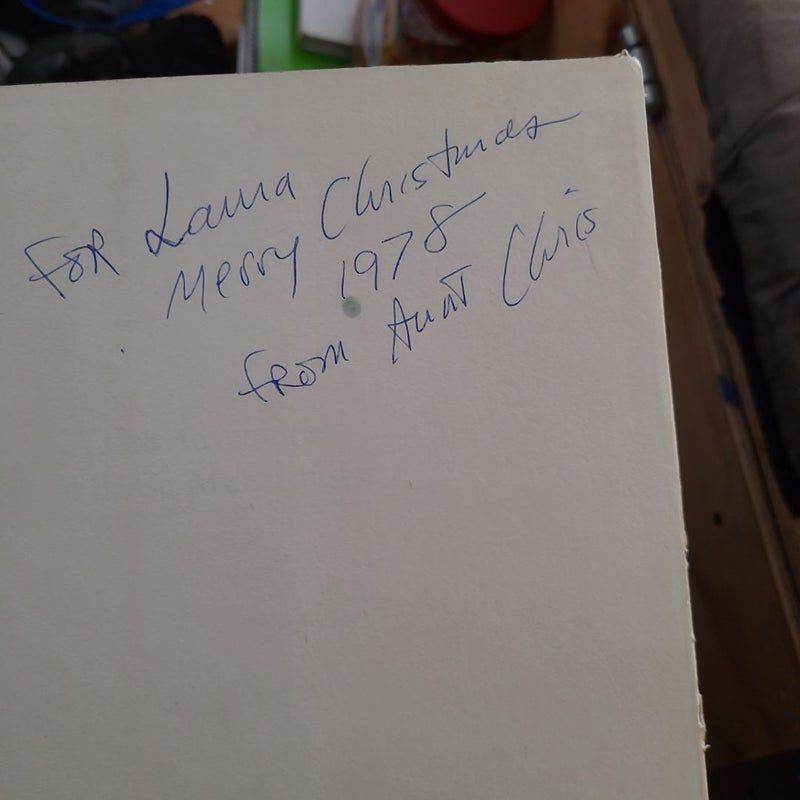 FOR Laura
Merry Christmas
1978
FROM Aunt Chris